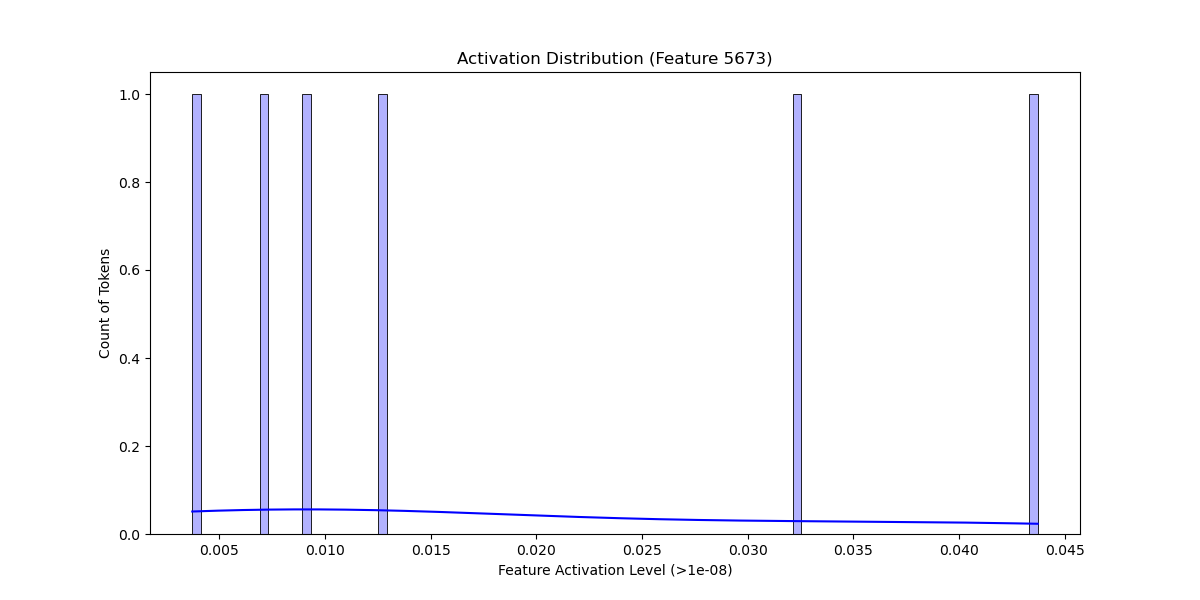 Activation Distribution (Feature 5673)
Count of Tokens
1.0
0.8
0.6
0.4
0.2
0.0
0.005 0.010 0.015 0.020 0.025 0.030 0.035 0.040 0.045
Feature Activation Level (>1e-08)